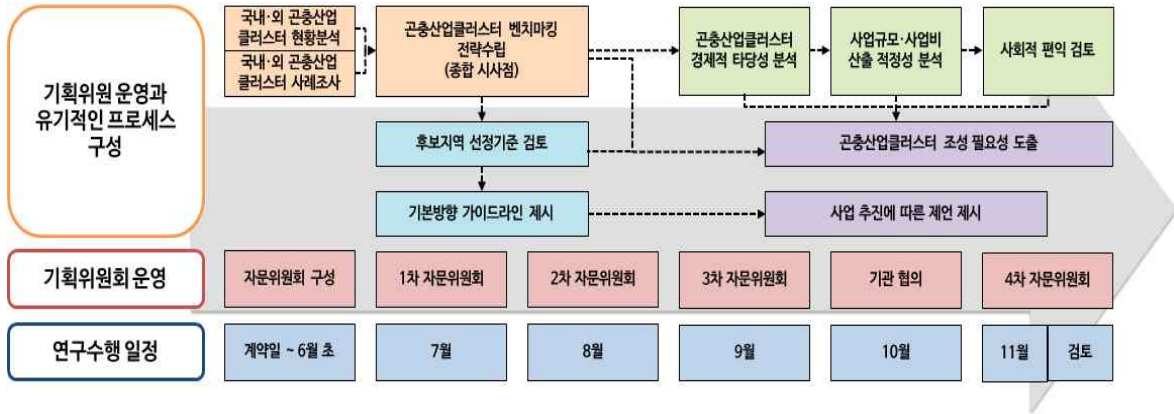 기획위원 운영과
유기적인 프로세스
구성
국내·외 곤충산업
클러스터 현황분석
국내·외 곤충산업
클러스터 사례조사
곤충산업클러스터 벤치마킹
전략수립
(종합 시사점)
곤충산업클러스터
경제적 타당성 분석
사업규모·사업비
산출 적정성 분석
사회적 편익 검토
후보지역 선정기준 검토
곤충산업클러스터 조성 필요성 도출
기본방향 가이드라인 제시
사업 추진에 따른 제언 제시
기획위원회 운영
자문위원회 구성
1차 자문위원회
2차 자문위원회
3차 자문위원회
기관 협의
4차 자문위원회
연구수행 일정
계약일 ~ 6월 초
7월
8월
9월
10월
11월
검토